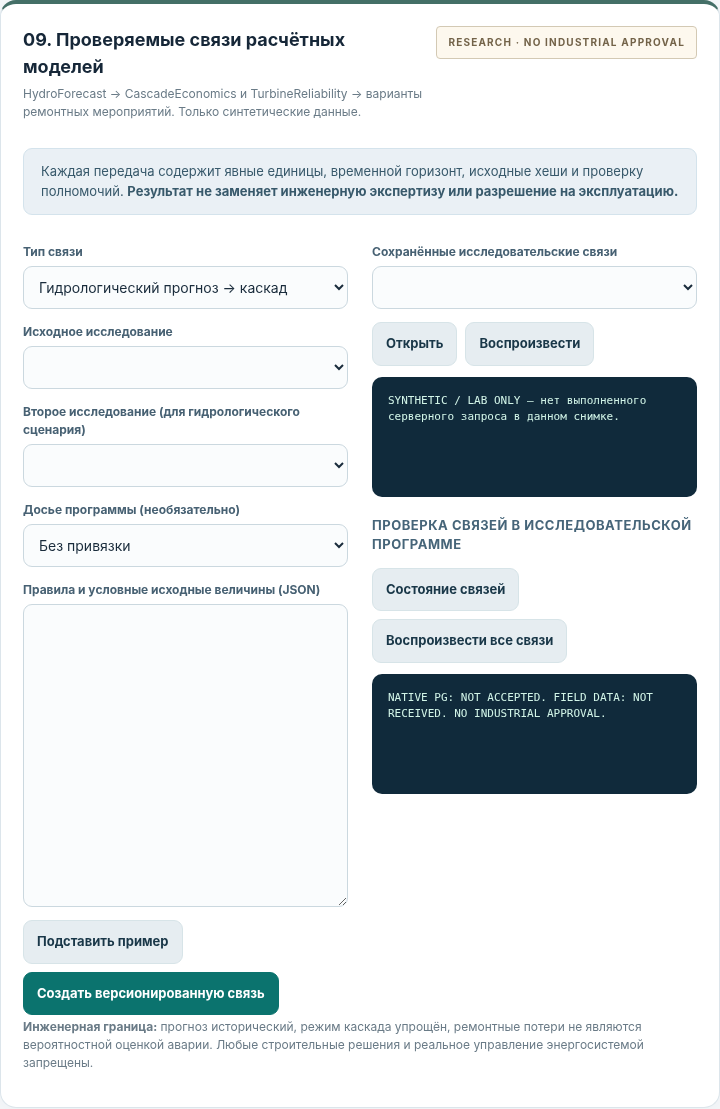 09. Проверяемые связи расчётных
моделей
RESEARCH · NO INDUSTRIAL APPROVAL
HydroForecast → CascadeEconomics и TurbineReliability → варианты
ремонтных мероприятий. Только синтетические данные.
Каждая передача содержит явные единицы, временной горизонт, исходные хеши и проверку
полномочий. Результат не заменяет инженерную экспертизу или разрешение на эксплуатацию.
Тип связи
Гидрологический прогноз → каскад
Исходное исследование
Второе исследование (для гидрологического
сценария)
Досье программы (необязательно)
Без привязки
Правила и условные исходные величины (JSON)
Подставить пример
Создать версионированную связь
Сохранённые исследовательские связи
Открыть
Воспроизвести
SYNTHETIC / LAB ONLY — нет выполненного
серверного запроса в данном снимке.
ПРОВЕРКА СВЯЗЕЙ В ИССЛЕДОВАТЕЛЬСКОЙ
ПРОГРАММЕ
Состояние связей
Воспроизвести все связи
NATIVE PG: NOT ACCEPTED. FIELD DATA: NOT
RECEIVED. NO INDUSTRIAL APPROVAL.
Инженерная граница: прогноз исторический, режим каскада упрощён, ремонтные потери не являются
вероятностной оценкой аварии. Любые строительные решения и реальное управление энергосистемой
запрещены.